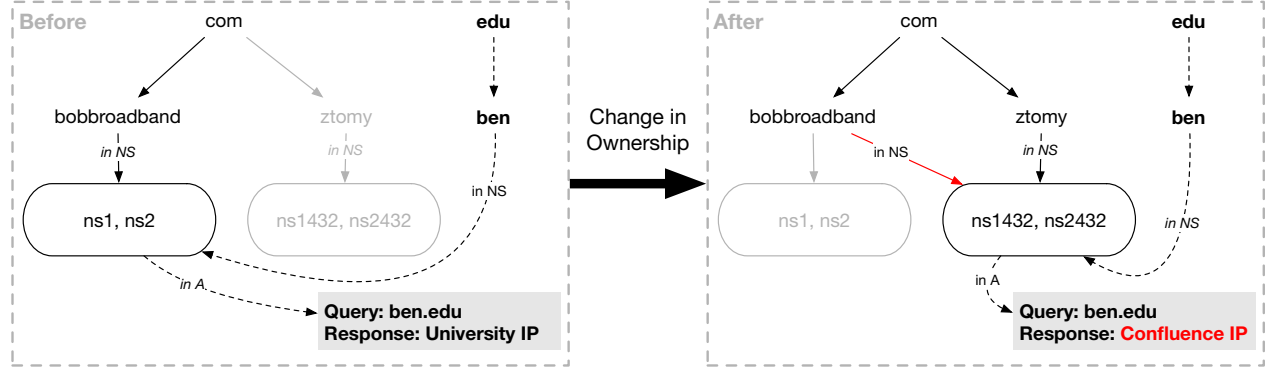 Before
com
edu
bobbroadband
ztomy
ben
in NS
in NS
in NS
ns1, ns2
ns1432, ns2432
in A
Query: ben.edu
Response: University IP
Change in
Ownership
After
com
edu
bobbroadband
ztomy
ben
in NS
in NS
in NS
ns1, ns2
ns1432, ns2432
in A
Query: ben.edu
Response: Confluence IP